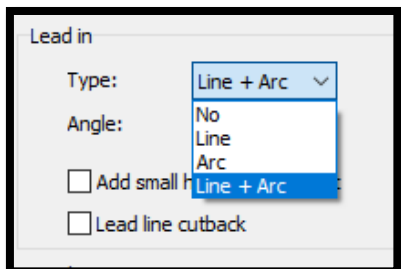 Lead in
Type: Line + Arc
No
Angle:
Line
Arc
Add small
Line + Arc
Lead line cutback